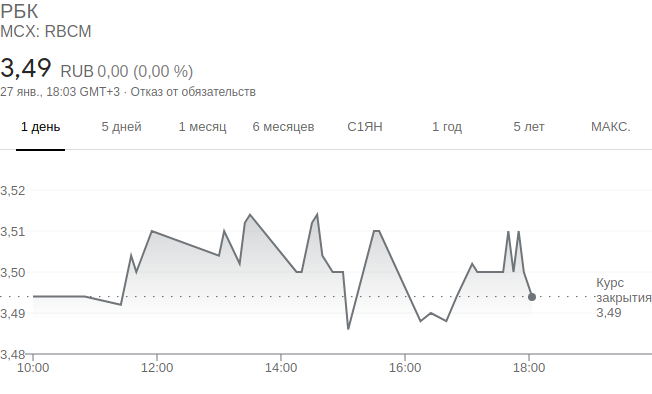 РБК
MCX: RBCM
3,49 RUB 0,00 (0,00 %)
27 янв., 18:03 GMT+3 · Отказ от обязательств
1 день 5 дней 1 месяц 6 месяцев С1ЯН 1 год 5 лет МАКС.
3,52
3,51
3,50
Курс
закрытия
3,49
3,49
3,48
10:00 12:00 14:00 16:00 18:00